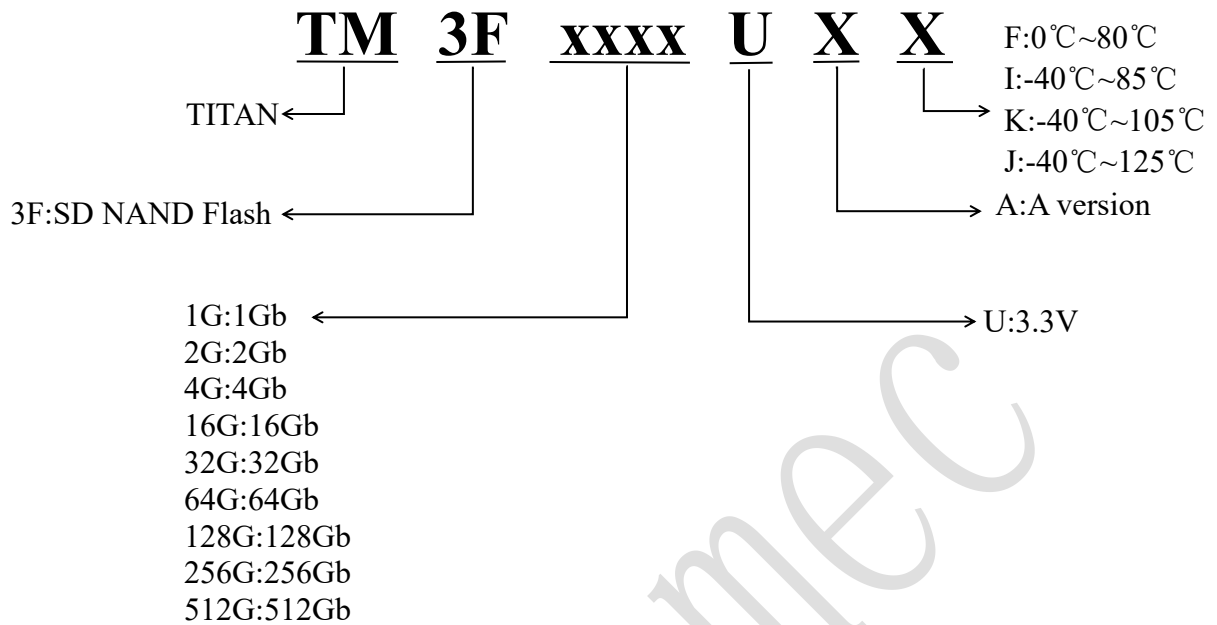 TM 3F xxxx U X X
F:0℃~80℃
I:-40℃~85℃
TITAN
K:-40℃~105℃
J:-40℃~125℃
3F:SD NAND Flash
A:A version
1G:1Gb
U:3.3V
2G:2Gb
4G:4Gb
16G:16Gb
32G:32Gb
64G:64Gb
128G:128Gb
256G:256Gb
512G:512Gb
mec